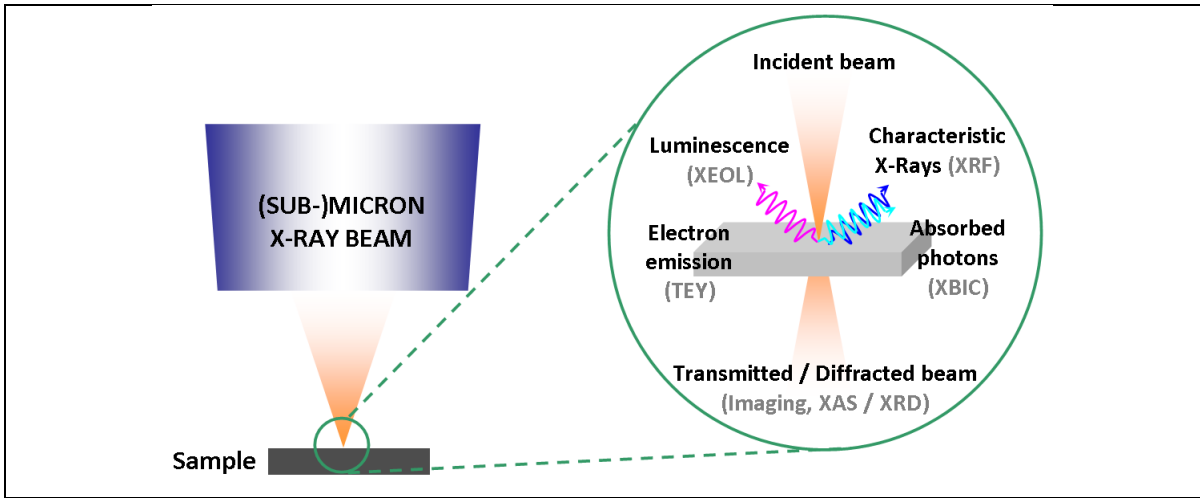 (SUB-)MICRON
X-RAY BEAM
Sample
Incident beam
Luminescence
(XEOL)
Characteristic
X-Rays (XRF)
Electron
emission
(TEY)
Absorbed
photons
(XBIC)
Transmitted / Diffracted beam
(Imaging, XAS / XRD)